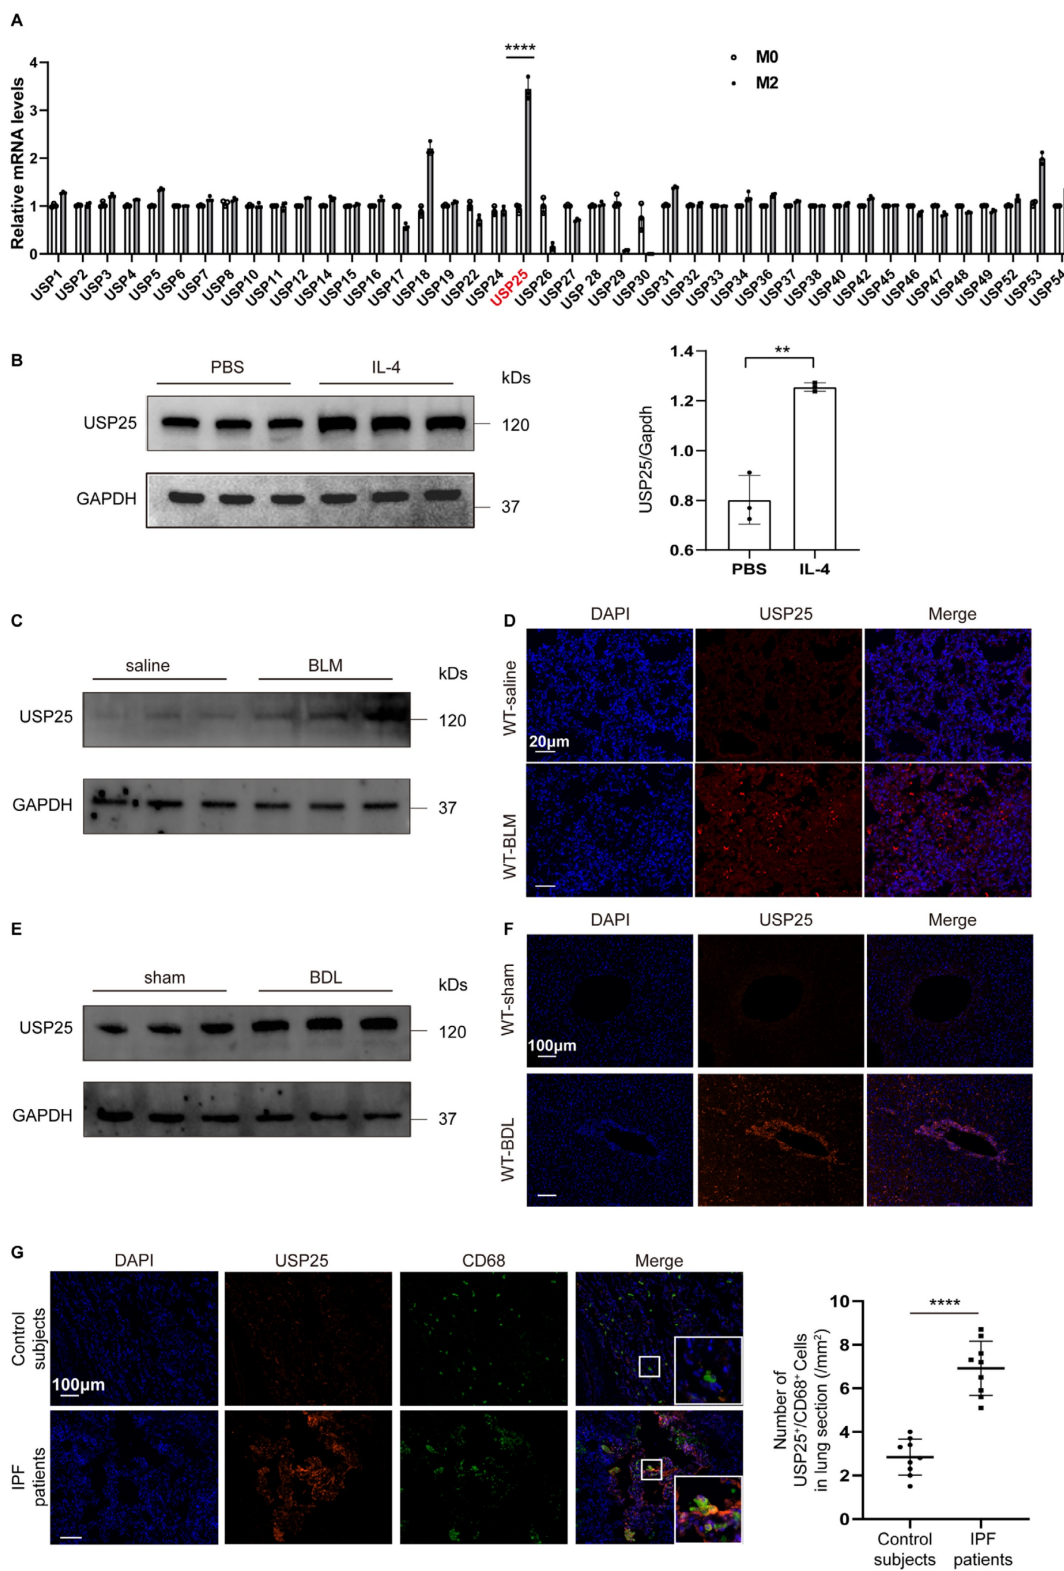 A
****
M0
M2
Relative mRNA levels
4
3
2
1
0
USP1 USP2 USP3 USP4 USP5 USP6 USP7 USP8 USP10 USP11 USP12 USP14 USP15 USP16 USP17 USP18 USP19 USP22 USP24 USP25 USP26 USP27 USP 28 USP29 USP30 USP31 USP32 USP33 USP34 USP36 USP37 USP38 USP40 USP42 USP45 USP46 USP47 USP48 USP49 USP52 USP53 USP54
B
PBS IL-4
kDs
USP25
120
GAPDH
37
USP25/Gapdh
1.4
1.2
1.0
0.8
0.6
**
PBS IL-4
C
saline BLM
kDs
USP25
120
GAPDH
37
D
DAPI USP25 Merge
WT-saline
20μm
WT-BLM
E
sham BDL
kDs
USP25
120
GAPDH
37
F
DAPI USP25 Merge
WT-sham
100μm
WT-BDL
G
DAPI USP25 CD68 Merge
Control
subjects
100μm
IPF
patients
Number of
USP25⁺/CD68⁺ Cells
in lung section (/mm²)
10
8
6
4
2
0
****
Control
subjects
IPF
patients